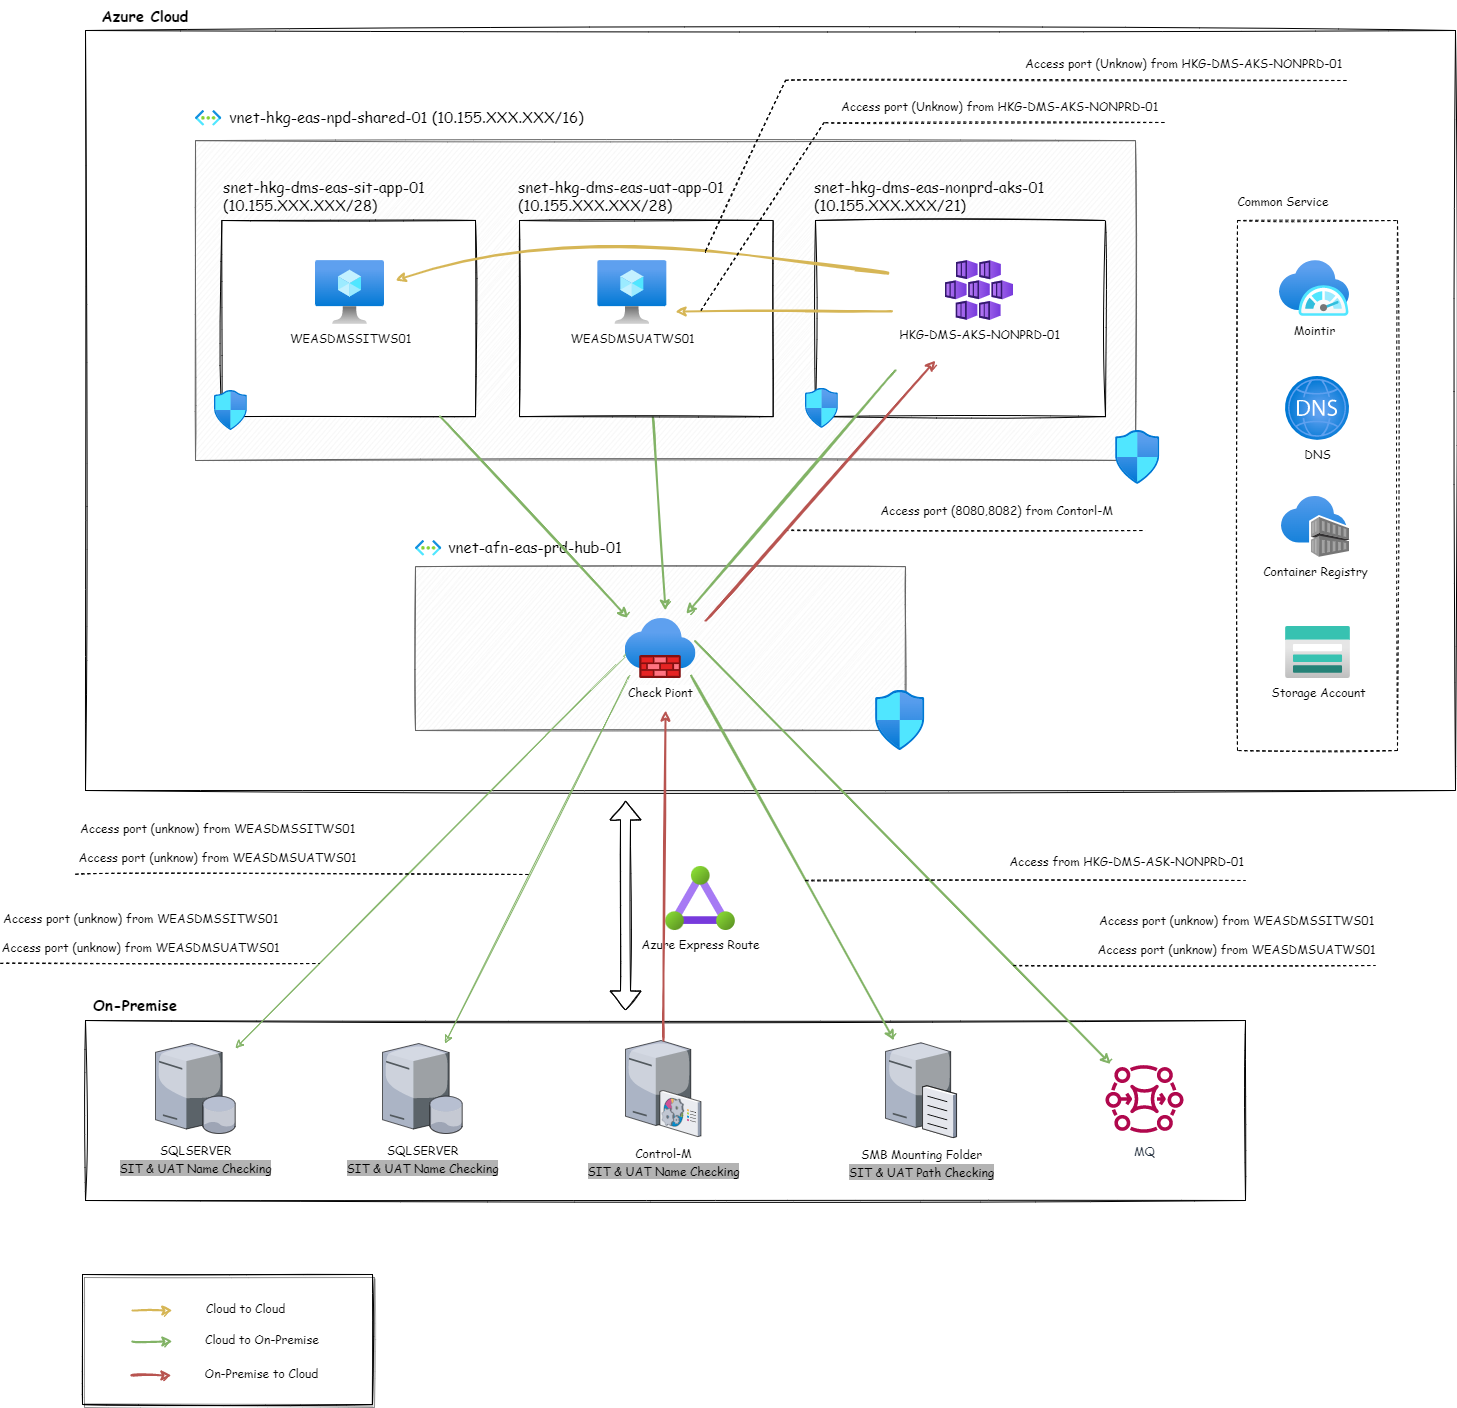 Azure Cloud
Access port (Unknow) from HKG-DMS-AKS-NONPRD-01
Access port (Unknow) from HKG-DMS-AKS-NONPRD-01
vnet-hkg-eas-npd-shared-01 (10.155.XXX.XXX/16)
snet-hkg-dms-eas-sit-app-01
(10.155.XXX.XXX/28)
snet-hkg-dms-eas-uat-app-01
(10.155.XXX.XXX/28)
snet-hkg-dms-eas-nonprd-aks-01
(10.155.XXX.XXX/21)
Common Service
WEASDMSSITWS01
WEASDMSUATWS01
HKG-DMS-AKS-NONPRD-01
Mointir
DNS
DNS
Access port (8080,8082) from Contorl-M
vnet-afn-eas-prd-hub-01
Container Registry
Check Piont
Storage Account
Access port (unknow) from WEASDMSSITWS01
Access port (unknow) from WEASDMSUATWS01
Access from HKG-DMS-ASK-NONPRD-01
Access port (unknow) from WEASDMSSITWS01
Access port (unknow) from WEASDMSUATWS01
Azure Express Route
Access port (unknow) from WEASDMSSITWS01
Access port (unknow) from WEASDMSUATWS01
On-Premise
SQLSERVER
SIT & UAT Name Checking
SQLSERVER
SIT & UAT Name Checking
Control-M
SIT & UAT Name Checking
SMB Mounting Folder
SIT & UAT Path Checking
MQ
Cloud to Cloud
Cloud to On-Premise
On-Premise to Cloud